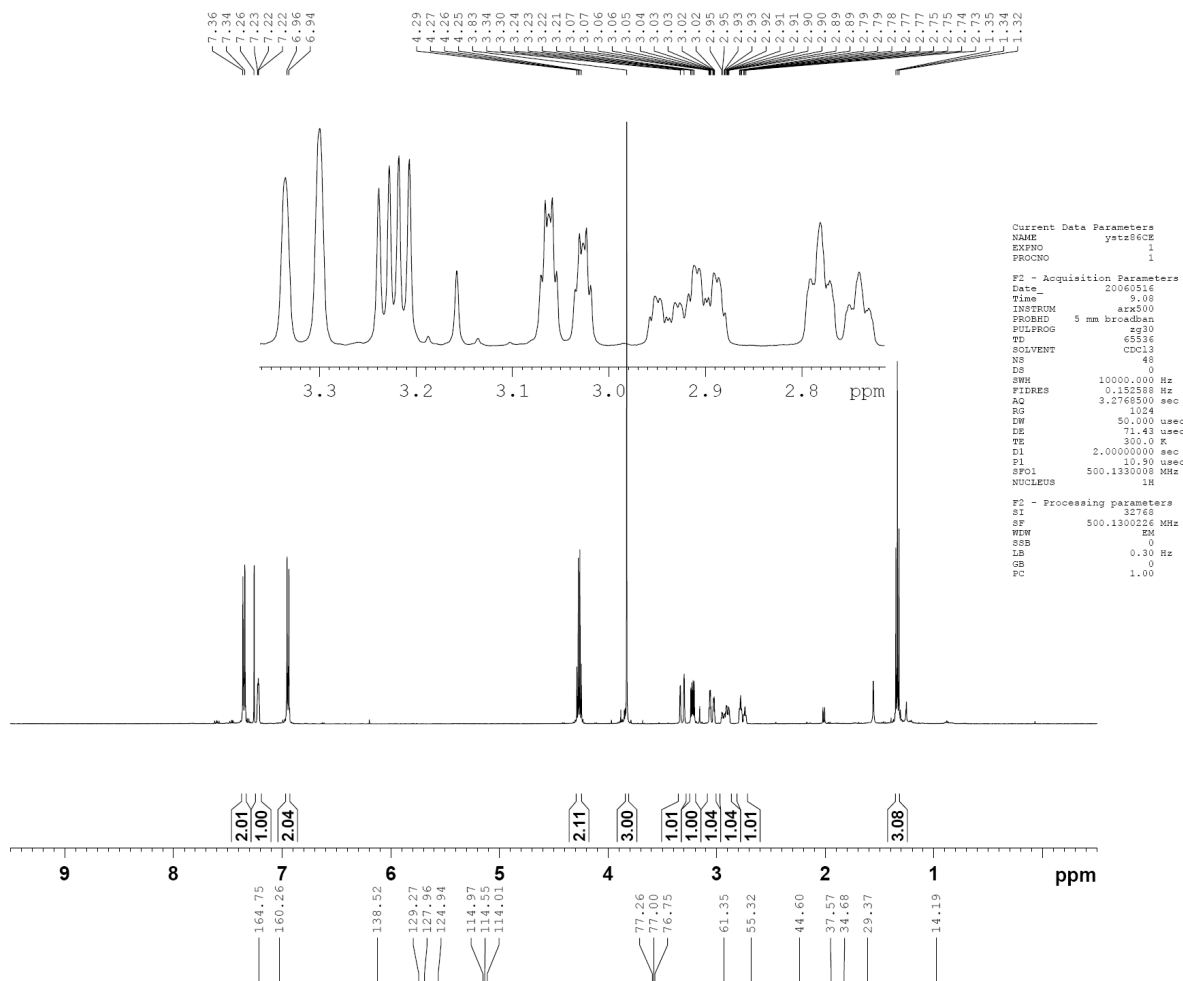 7.36 7.34 7.26 7.23 7.22 7.22 6.96 6.94
4.29 4.27 4.26 4.25 3.83 3.34 3.30 3.24 3.23 3.22 3.21 3.07 3.07 3.06 3.06 3.05 3.04 3.03 3.03 3.02 3.02 2.95 2.95 2.93 2.93 2.92 2.91 2.91 2.90 2.90 2.89 2.89 2.79 2.79 2.78 2.77 2.77 2.75 2.75 2.74 2.73 1.35 1.34 1.32
3.3 3.2 3.1 3.0 2.9 2.8 ppm
Current Data Parameters
NAME ystz86CE
EXPNO 1
PROCNO 1
F2 - Acquisition Parameters
Date_ 20060516
Time 9.08
INSTRUM arx500
PROBHD 5 mm broadban
PULPROG zg30
TD 65536
SOLVENT CDCl3
NS 48
DS 0
SWH 10000.000 Hz
FIDRES 0.152588 Hz
AQ 3.2768500 sec
RG 1024
DW 50.000 usec
DE 71.43 usec
TE 300.0 K
D1 2.00000000 sec
P1 10.90 usec
SFO1 500.1330008 MHz
NUCLEUS 1H
F2 - Processing parameters
SI 32768
SF 500.1300226 MHz
WDW EM
SSB 0
LB 0.30 Hz
GB 0
PC 1.00
2.01 1.00 2.04 2.11 3.00 1.01 1.00 1.04 1.04 1.01 3.08
9 8 7 6 5 4 3 2 1 ppm
164.75 160.26 138.52 129.27 127.96 124.94 114.97 114.55 114.01 77.26 77.00 76.75 61.35 55.32 44.60 37.57 34.68 29.37 14.19